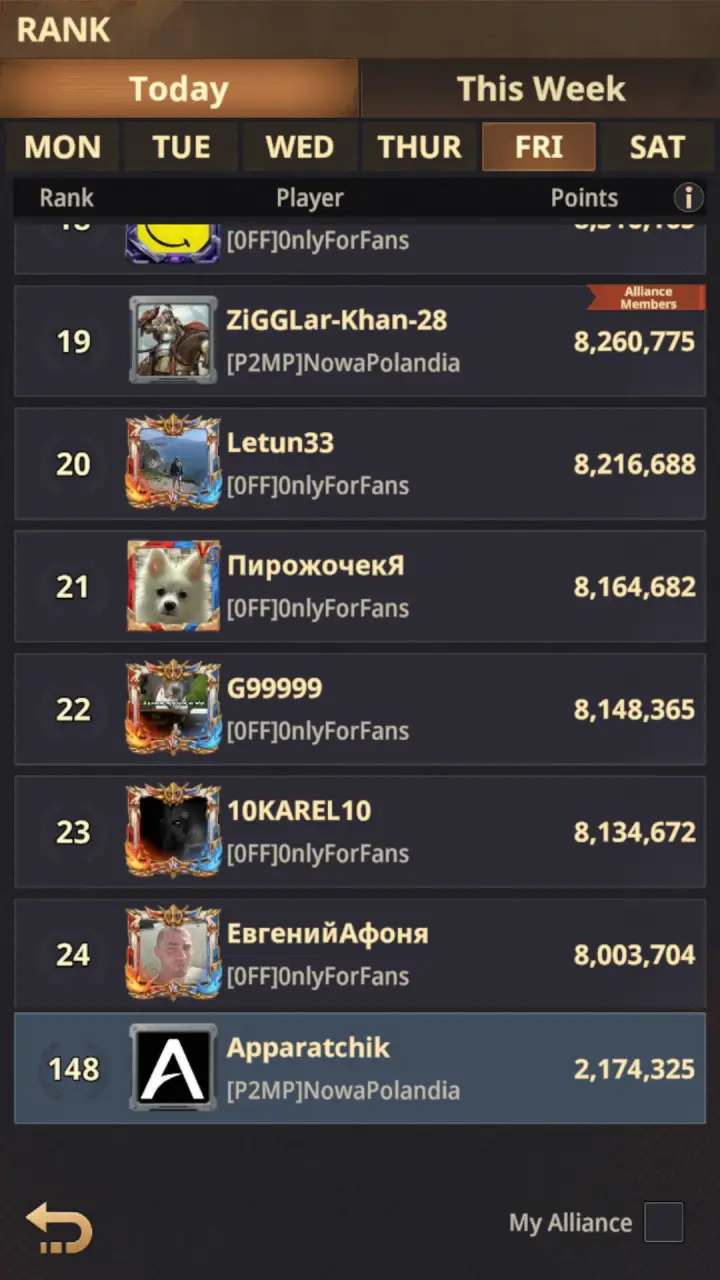 RANK
Today This Week
MON TUE WED THUR FRI SAT
Rank Player Points
[0FF]0nlyForFans
Alliance
Members
19 ZiGGLar-Khan-28 8,260,775
[P2MP]NowaPolandia
20 Letun33 8,216,688
[0FF]0nlyForFans
21 ПирожочекЯ 8,164,682
[0FF]0nlyForFans
22 G99999 8,148,365
[0FF]0nlyForFans
23 10KAREL10 8,134,672
[0FF]0nlyForFans
24 ЕвгенийАфоня 8,003,704
[0FF]0nlyForFans
148 Apparatchik 2,174,325
[P2MP]NowaPolandia
My Alliance